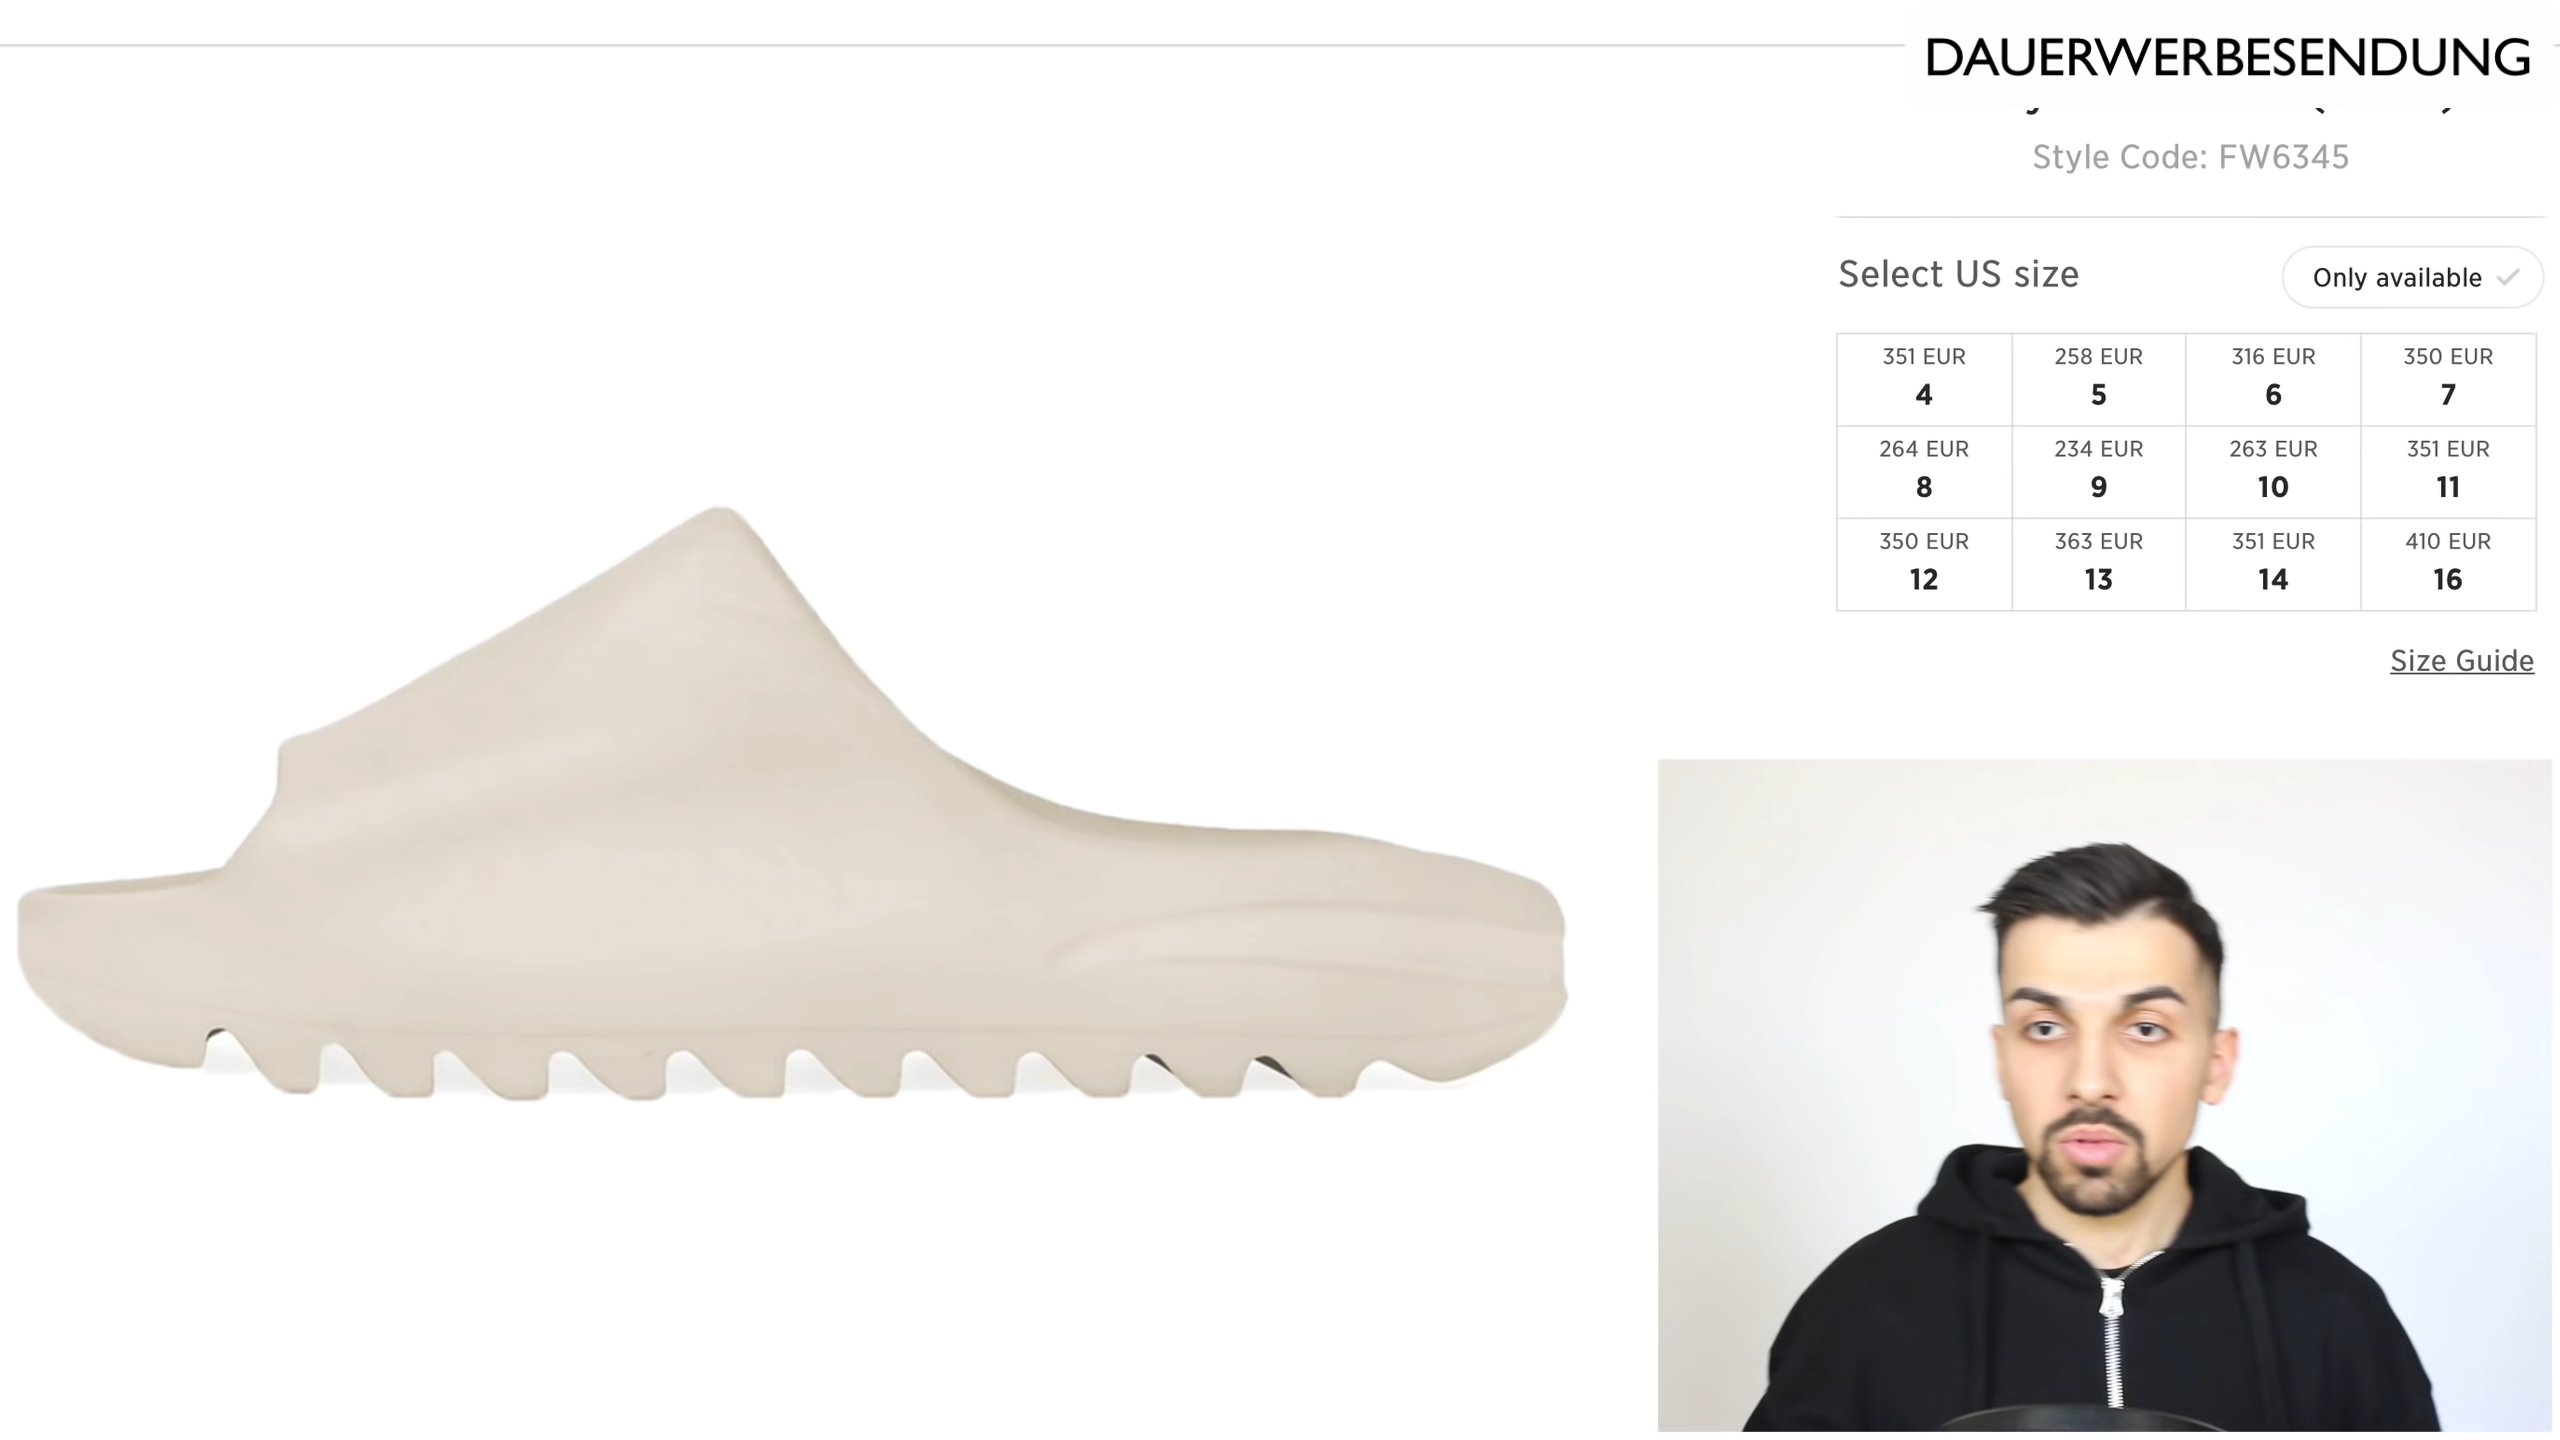 DAUERWERBESENDUNG
Style Code: FW6345
Select US size
Only available
351 EUR 258 EUR 316 EUR 350 EUR
4 5 6 7
264 EUR 234 EUR 263 EUR 351 EUR
8 9 10 11
350 EUR 363 EUR 351 EUR 410 EUR
12 13 14 16
Size Guide